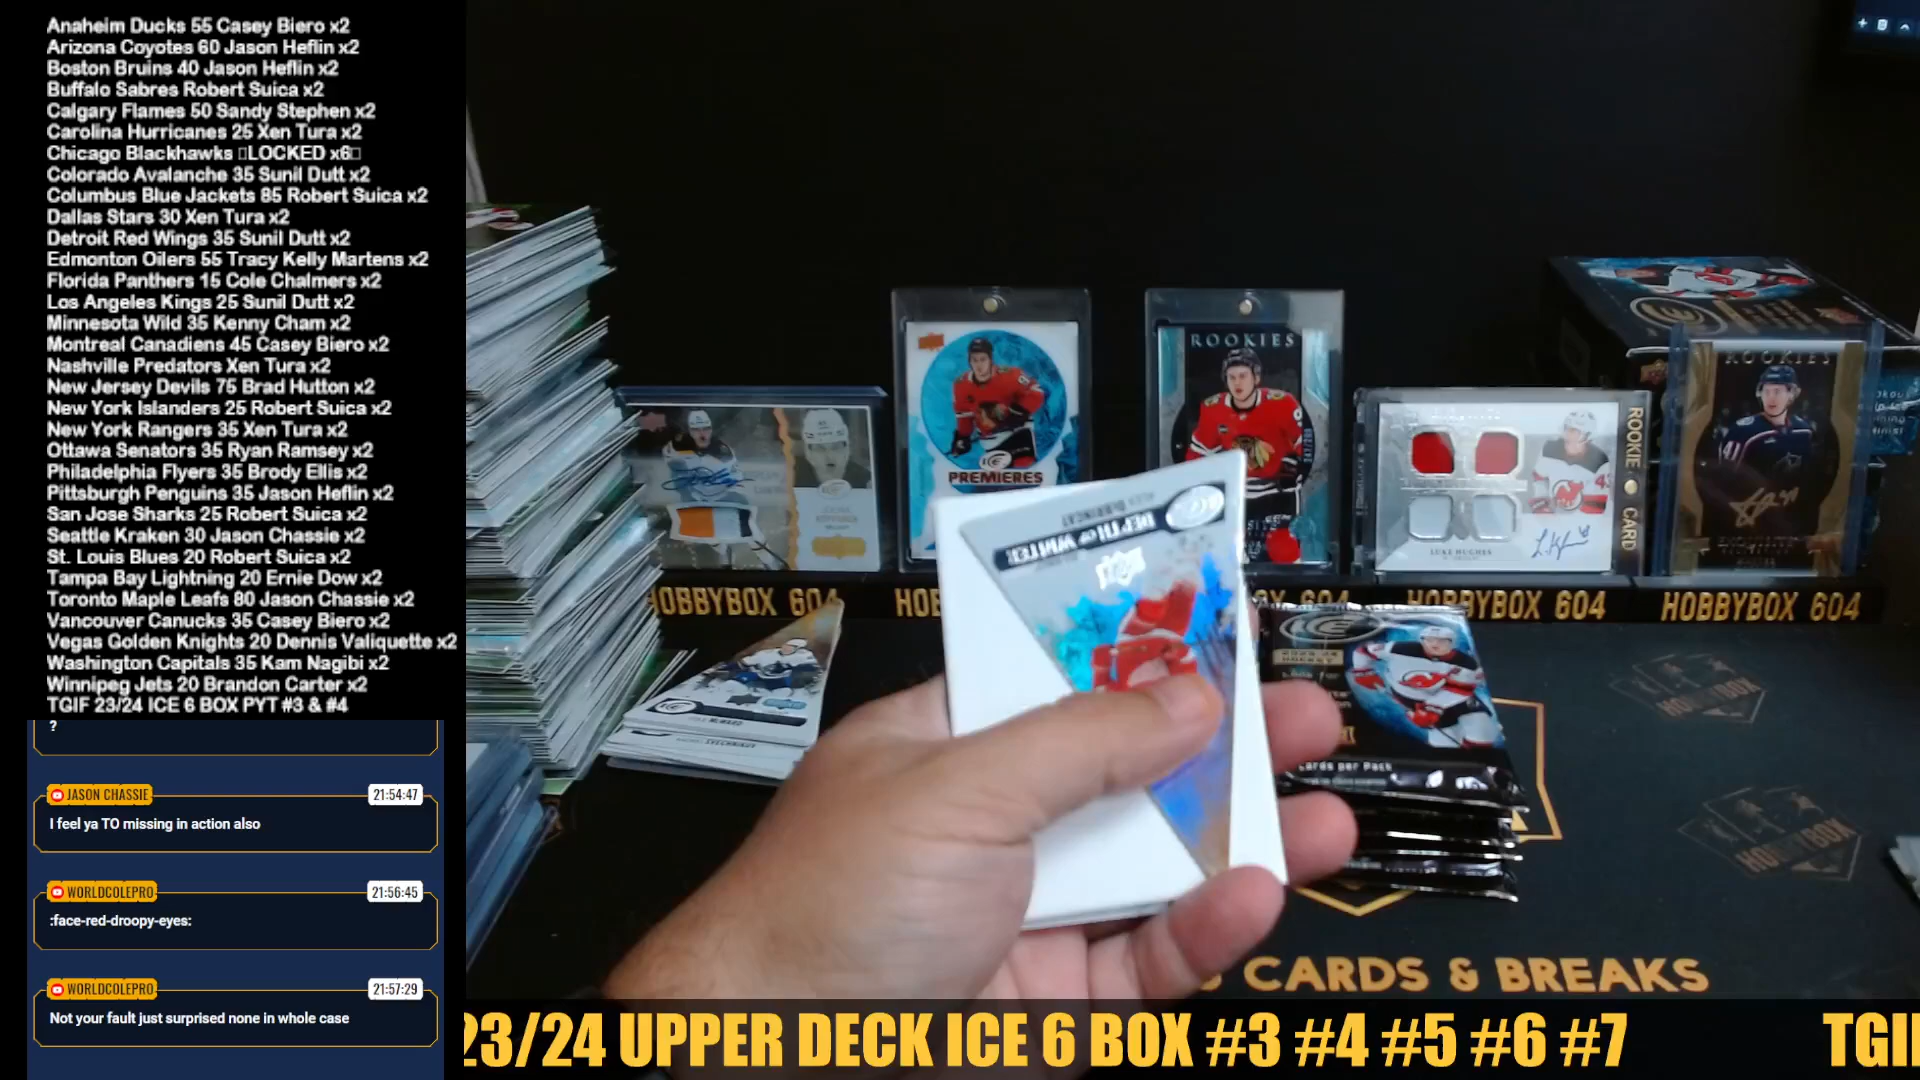 Anaheim Ducks 55 Casey Biero x2
Arizona Coyotes 60 Jason Heflin x2
Boston Bruins 40 Jason Heflin x2
Buffalo Sabres Robert Suica x2
Calgary Flames 50 Sandy Stephen x2
Carolina Hurricanes 25 Xen Tura x2
Chicago Blackhawks LOCKED x6
Colorado Avalanche 35 Sunil Dutt x2
Columbus Blue Jackets 85 Robert Suica x2
Dallas Stars 30 Xen Tura x2
Detroit Red Wings 35 Sunil Dutt x2
Edmonton Oilers 55 Tracy Kelly Martens x2
Florida Panthers 15 Cole Chalmers x2
Los Angeles Kings 25 Sunil Dutt x2
Minnesota Wild 35 Kenny Cham x2
Montreal Canadiens 45 Casey Biero x2
Nashville Predators Xen Tura x2
New Jersey Devils 75 Brad Hutton x2
New York Islanders 25 Robert Suica x2
New York Rangers 35 Xen Tura x2
Ottawa Senators 35 Ryan Ramsey x2
Philadelphia Flyers 35 Brody Ellis x2
Pittsburgh Penguins 35 Jason Heflin x2
San Jose Sharks 25 Robert Suica x2
Seattle Kraken 30 Jason Chassie x2
St. Louis Blues 20 Robert Suica x2
Tampa Bay Lightning 20 Ernie Dow x2
Toronto Maple Leafs 80 Jason Chassie x2
Vancouver Canucks 35 Casey Biero x2
Vegas Golden Knights 20 Dennis Valiquette x2
Washington Capitals 35 Kam Nagibi x2
Winnipeg Jets 20 Brandon Carter x2
TGIF 23/24 ICE 6 BOX PYT #3 & #4
?
JASON CHASSIE 21:54:47
I feel ya TO missing in action also
WORLDCOLEPRO 21:56:45
:face-red-droopy-eyes:
WORLDCOLEPRO 21:57:29
Not your fault just surprised none in whole case
ICE
PREMIERES
ROOKIES
ROOKIE CARD
LUKE HUGHES
ROOKIES
HOBBYBOX 604
HOBBYBOX 604
HOBBYBOX 604
DEPTH OF WINTER
DEBRINCAT
ICE
Cards per Pack
SVECHNIKOV
CARDS & BREAKS
23/24 UPPER DECK ICE 6 BOX #3 #4 #5 #6 #7
TGIF